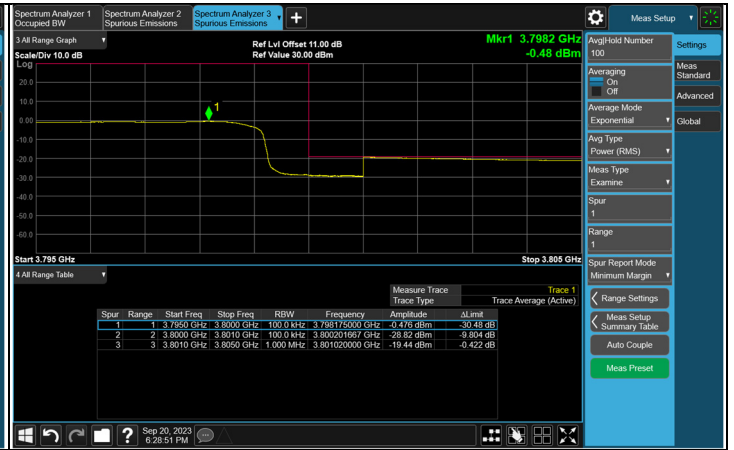 Spectrum Analyzer 1
Occupied BW
Spectrum Analyzer 2
Spurious Emissions
Spectrum Analyzer 3
Spurious Emissions
+
Meas Setup
3 All Range Graph
Ref Lvl Offset 11.00 dB
Mkr1 3.7982 GHz
Scale/Div 10.0 dB
Ref Value 30.00 dBm
-0.48 dBm
Log
20.0
10.0
0.00
-10.0
-20.0
-30.0
-40.0
-50.0
-60.0
1
Start 3.795 GHz
Stop 3.805 GHz
4 All Range Table
Measure Trace Trace 1
Trace Type Trace Average (Active)
Spur Range Start Freq Stop Freq RBW Frequency Amplitude ΔLimit
1 1 3.7950 GHz 3.8000 GHz 100.0 kHz 3.798175000 GHz -0.476 dBm -30.48 dB
2 2 3.8000 GHz 3.8010 GHz 100.0 kHz 3.800201667 GHz -28.82 dBm -9.804 dB
3 3 3.8010 GHz 3.8050 GHz 1.000 MHz 3.801020000 GHz -19.44 dBm -0.422 dB
Avg|Hold Number
100
Averaging
On
Off
Average Mode
Exponential
Avg Type
Power (RMS)
Meas Type
Examine
Spur
1
Range
1
Spur Report Mode
Minimum Margin
Range Settings
Meas Setup
Summary Table
Auto Couple
Meas Preset
Settings
Meas
Standard
Advanced
Global
?
Sep 20, 2023
6:28:51 PM